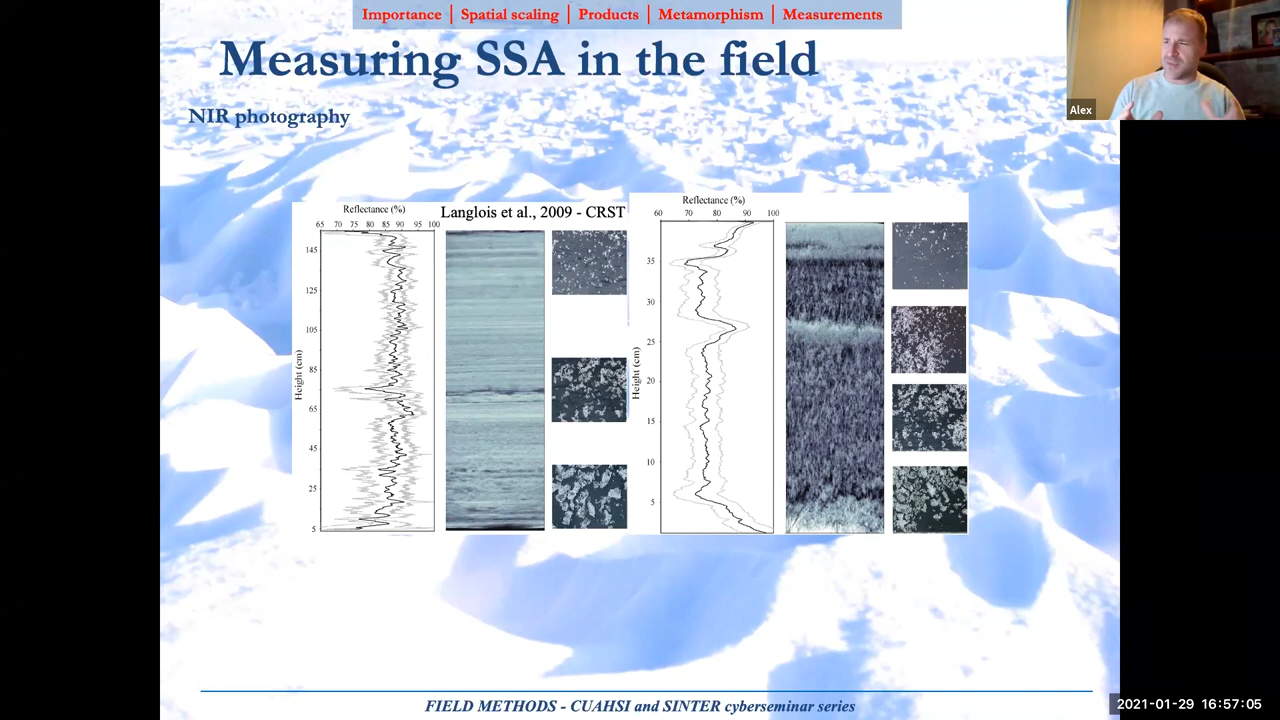 Importance | Spatial scaling | Products | Metamorphism | Measurements
Measuring SSA in the field
NIR photography
Alex
Reflectance (%)
65 70 75 80 85 90 95 100
Langlois et al., 2009 - CRST
Height (cm)
145
125
105
85
65
45
25
5
Reflectance (%)
60 70 80 90 100
Height (cm)
35
30
25
20
15
10
5
FIELD METHODS - CUAHSI and SINTER cyberseminar series
2021-01-29 16:57:05